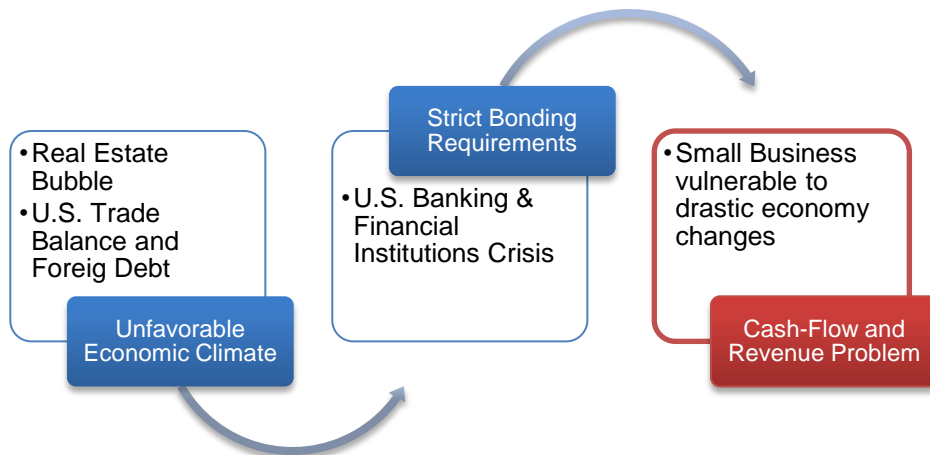 •Real Estate
Bubble
•U.S. Trade
Balance and
Foreig Debt
Unfavorable
Economic Climate
Strict Bonding
Requirements
•U.S. Banking &
Financial
Institutions Crisis
•Small Business
vulnerable to
drastic economy
changes
Cash-Flow and
Revenue Problem